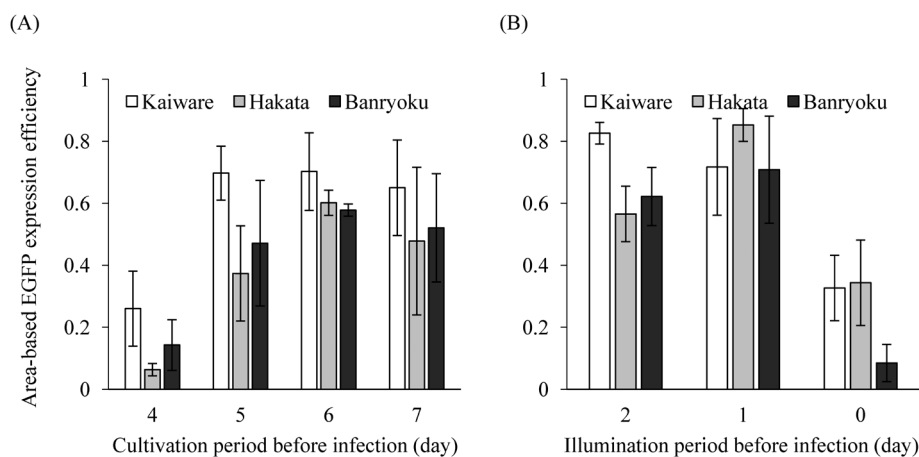 (A)
(B)
Area-based EGFP expression efficiency
1
0.8
0.6
0.4
0.2
0
Kaiware Hakata Banryoku
4 5 6 7
Cultivation period before infection (day)
1
0.8
0.6
0.4
0.2
0
Kaiware Hakata Banryoku
2 1 0
Illumination period before infection (day)